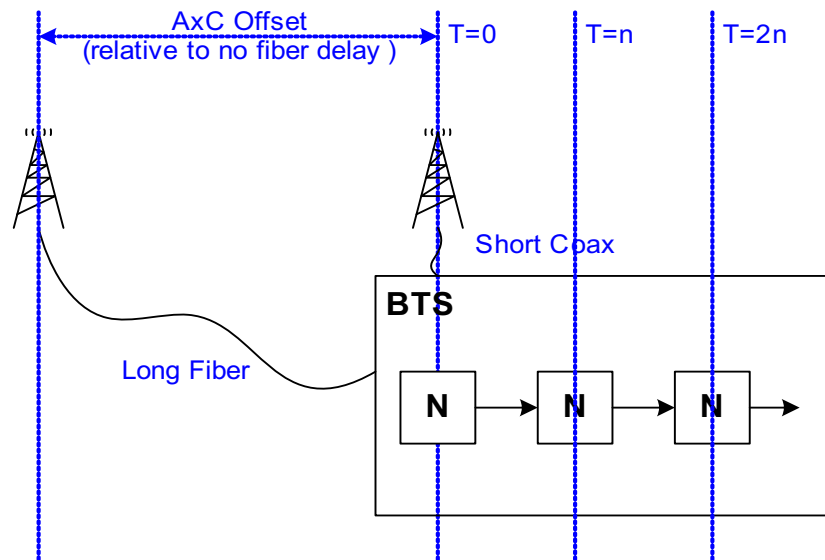 AxC Offset
(relative to no fiber delay )
T=0
T=n
T=2n
Short Coax
BTS
Long Fiber
N
N
N